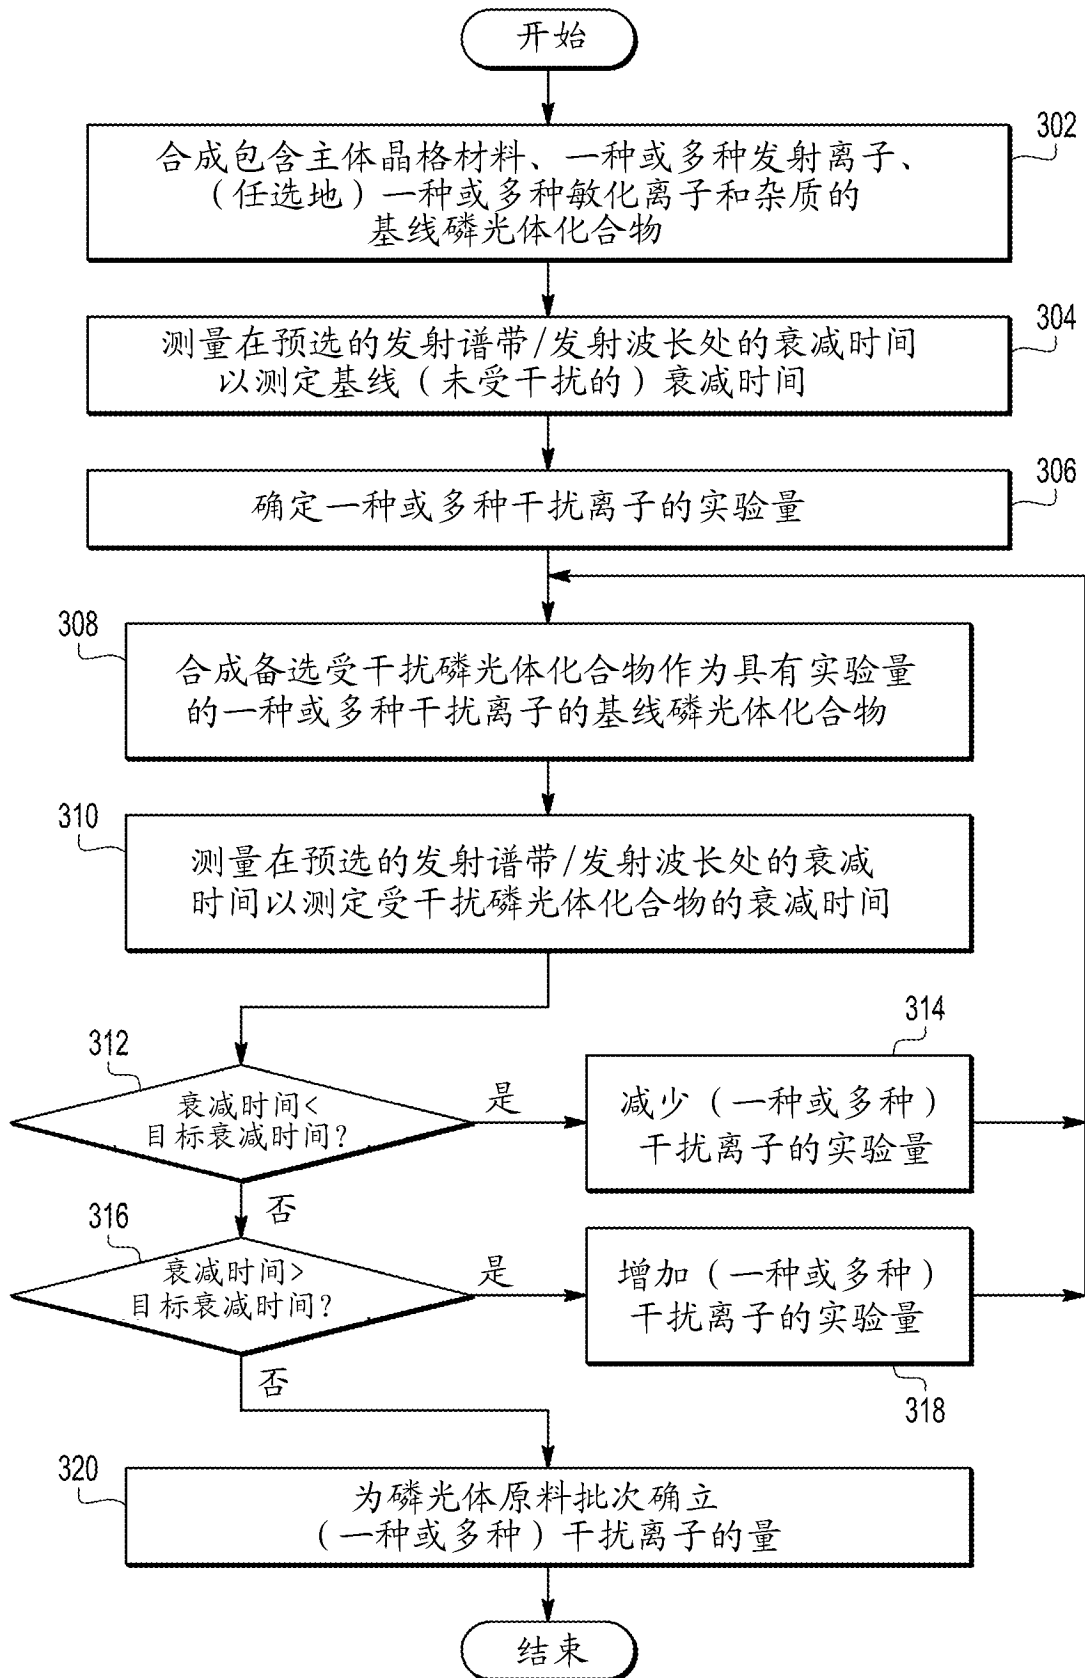 开始
302
合成包含主体晶格材料、一种或多种发射离子、
（任选地）一种或多种敏化离子和杂质的
基线磷光体化合物
304
测量在预选的发射谱带/发射波长处的衰减时间
以测定基线（未受干扰的）衰减时间
306
确定一种或多种干扰离子的实验量
308
合成备选受干扰磷光体化合物作为具有实验量
的一种或多种干扰离子的基线磷光体化合物
310
测量在预选的发射谱带/发射波长处的衰减
时间以测定受干扰磷光体化合物的衰减时间
312
衰减时间<
目标衰减时间?
是
314
减少（一种或多种）
干扰离子的实验量
否
316
衰减时间>
目标衰减时间?
是
增加（一种或多种）
干扰离子的实验量
318
否
320
为磷光体原料批次确立
（一种或多种）干扰离子的量
结束